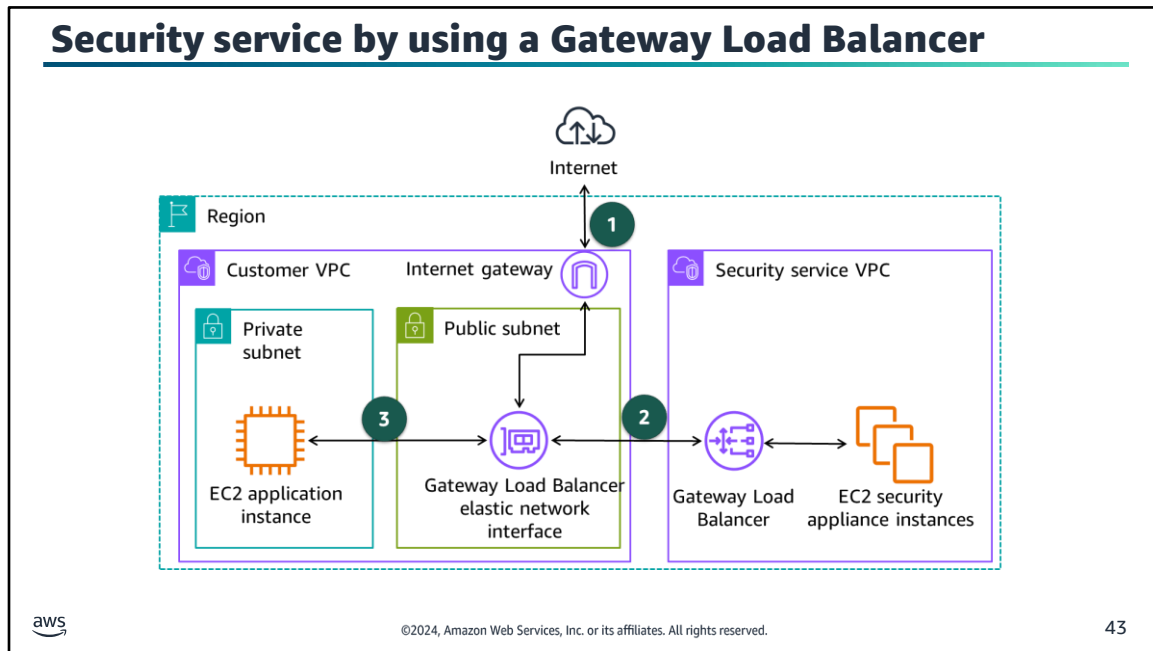 Security service by using a Gateway Load Balancer
Internet
1
Region
Customer VPC
Internet gateway
Security service VPC
Private
subnet
Public subnet
3
2
EC2 application
instance
Gateway Load Balancer
elastic network
interface
Gateway Load
Balancer
EC2 security
appliance instances
aws
©2024, Amazon Web Services, Inc. or its affiliates. All rights reserved.
43